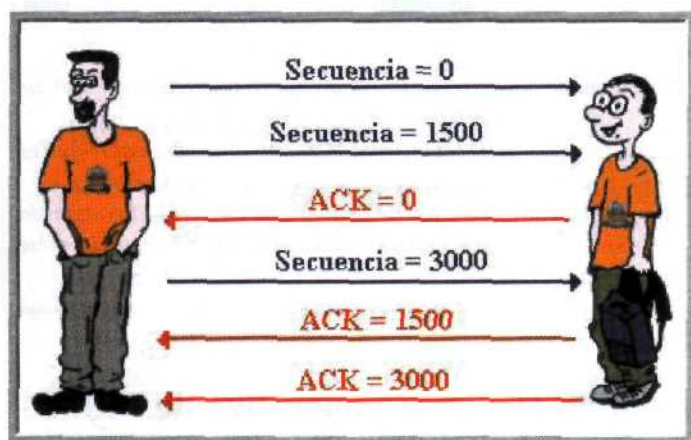 Secuencia = 0
Secuencia = 1500
ACK = 0
Secuencia = 3000
ACK = 1500
ACK = 3000